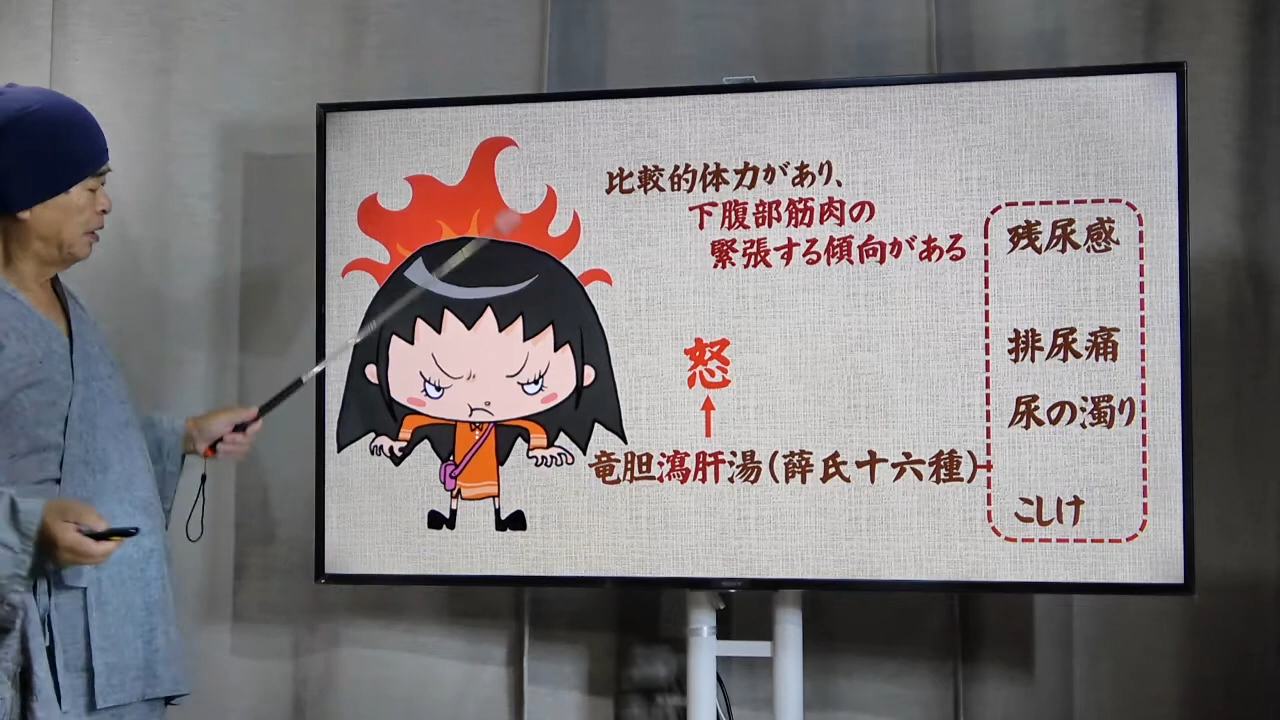 比較的体力があり、
下腹部筋肉の
緊張する傾向がある
怒
竜胆瀉肝湯(薛氏十六種)
残尿感
排尿痛
尿の濁り
こしけ
SONY